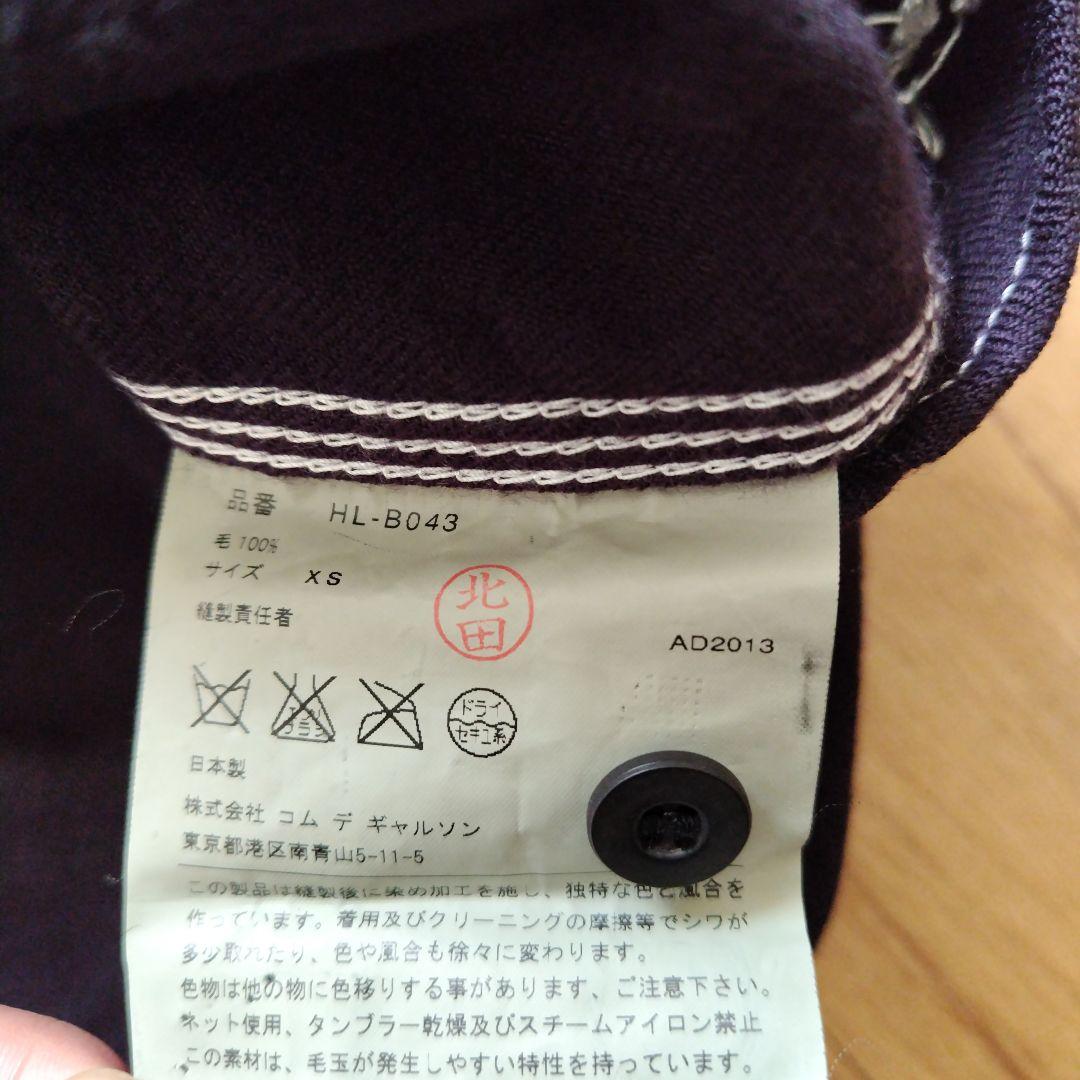 品番 HL-B043
毛 100%
サイズ XS
縫製責任者
北田
AD2013
ドライ
セキユ系
日本製
株式会社 コム デ ギャルソン
東京都港区南青山5-11-5
この製品は縫製後に染め加工を施し、独特な色と風合を
作っています。着用及びクリーニングの摩擦等でシワが
多少取れたり、色や風合も徐々に変わります。
色物は他の物に色移りする事があります、ご注意下さい。
ネット使用、タンブラー乾燥及びスチームアイロン禁止
この素材は、毛玉が発生しやすい特性を持っています。